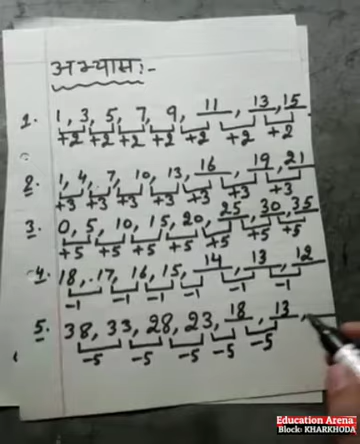 अभ्यास :-
1. 1, 3, 5, 7, 9, 11, 13, 15
+2 +2 +2 +2 +2 +2 +2
2. 1, 4, 7, 10, 13, 16, 19, 21
+3 +3 +3 +3 +3 +3 +3
3. 0, 5, 10, 15, 20, 25, 30, 35
+5 +5 +5 +5 +5 +5 +5
4. 18, 17, 16, 15, 14, 13, 12
-1 -1 -1 -1 -1 -1
5. 38, 33, 28, 23, 18, 13,
-5 -5 -5 -5 -5
Education Arena
Block: KHARKHODA